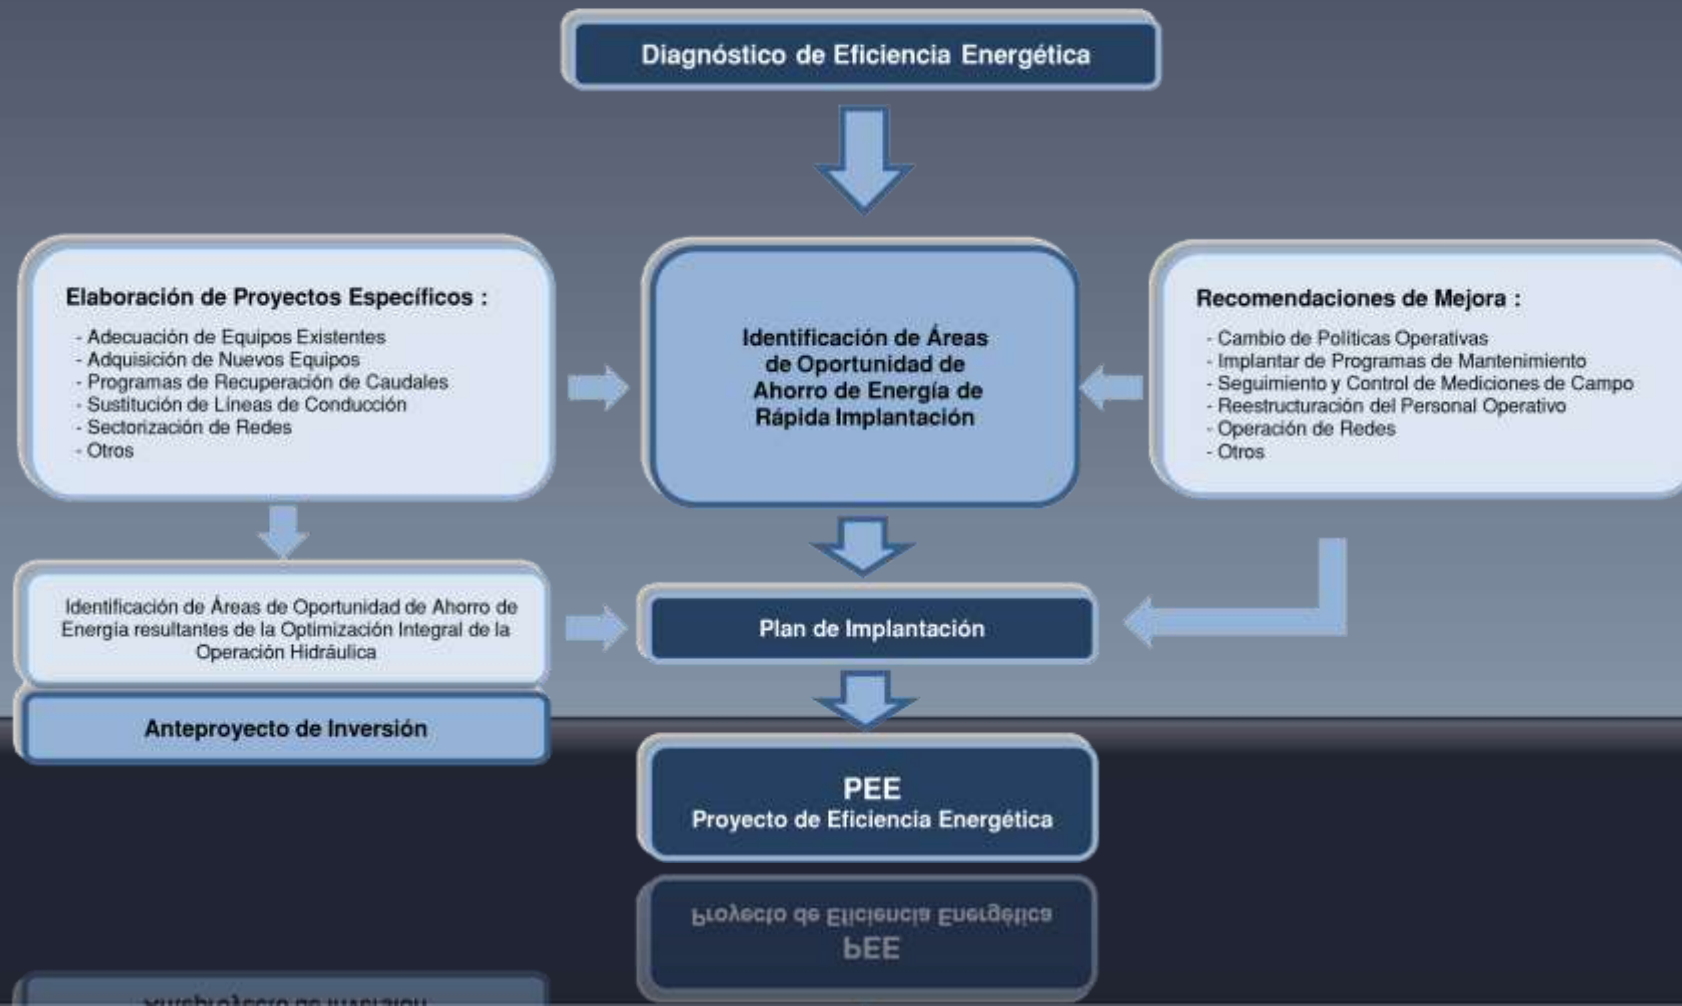 Diagnóstico de Eficiencia Energética
Elaboración de Proyectos Específicos :
- Adecuación de Equipos Existentes
- Adquisición de Nuevos Equipos
- Programas de Recuperación de Caudales
- Sustitución de Líneas de Conducción
- Sectorización de Redes
- Otros
Identificación de Áreas
de Oportunidad de
Ahorro de Energía de
Rápida Implantación
Recomendaciones de Mejora :
- Cambio de Políticas Operativas
- Implantar de Programas de Mantenimiento
- Seguimiento y Control de Mediciones de Campo
- Reestructuración del Personal Operativo
- Operación de Redes
- Otros
Identificación de Áreas de Oportunidad de Ahorro de
Energía resultantes de la Optimización Integral de la
Operación Hidráulica
Plan de Implantación
Anteproyecto de Inversión
PEE
Proyecto de Eficiencia Energética